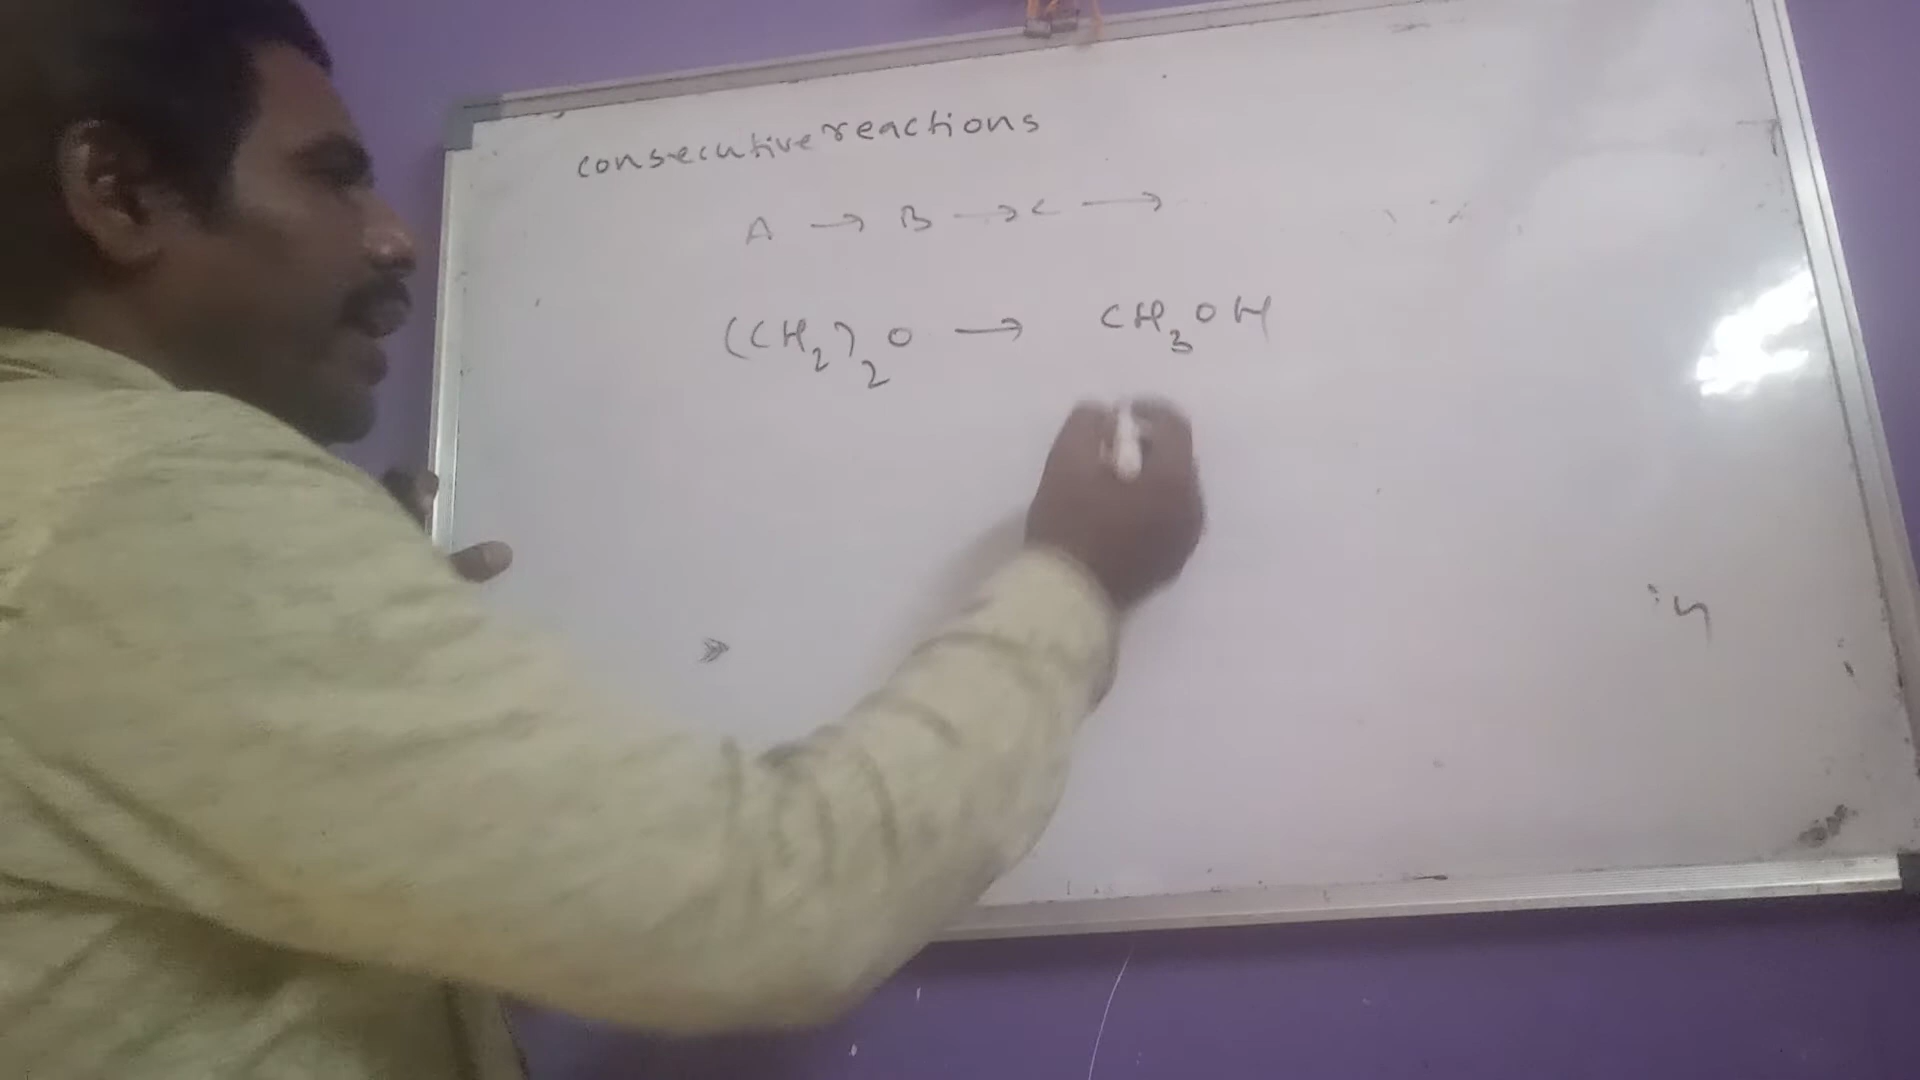 consecutive reactions
A → B → C →
(CH₂)₂O → CH₃OH